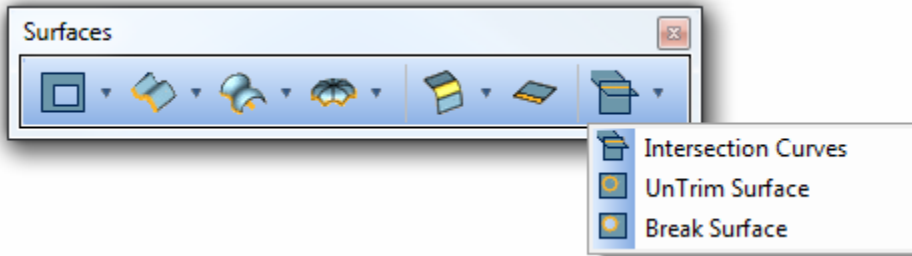 Surfaces
Intersection Curves
UnTrim Surface
Break Surface